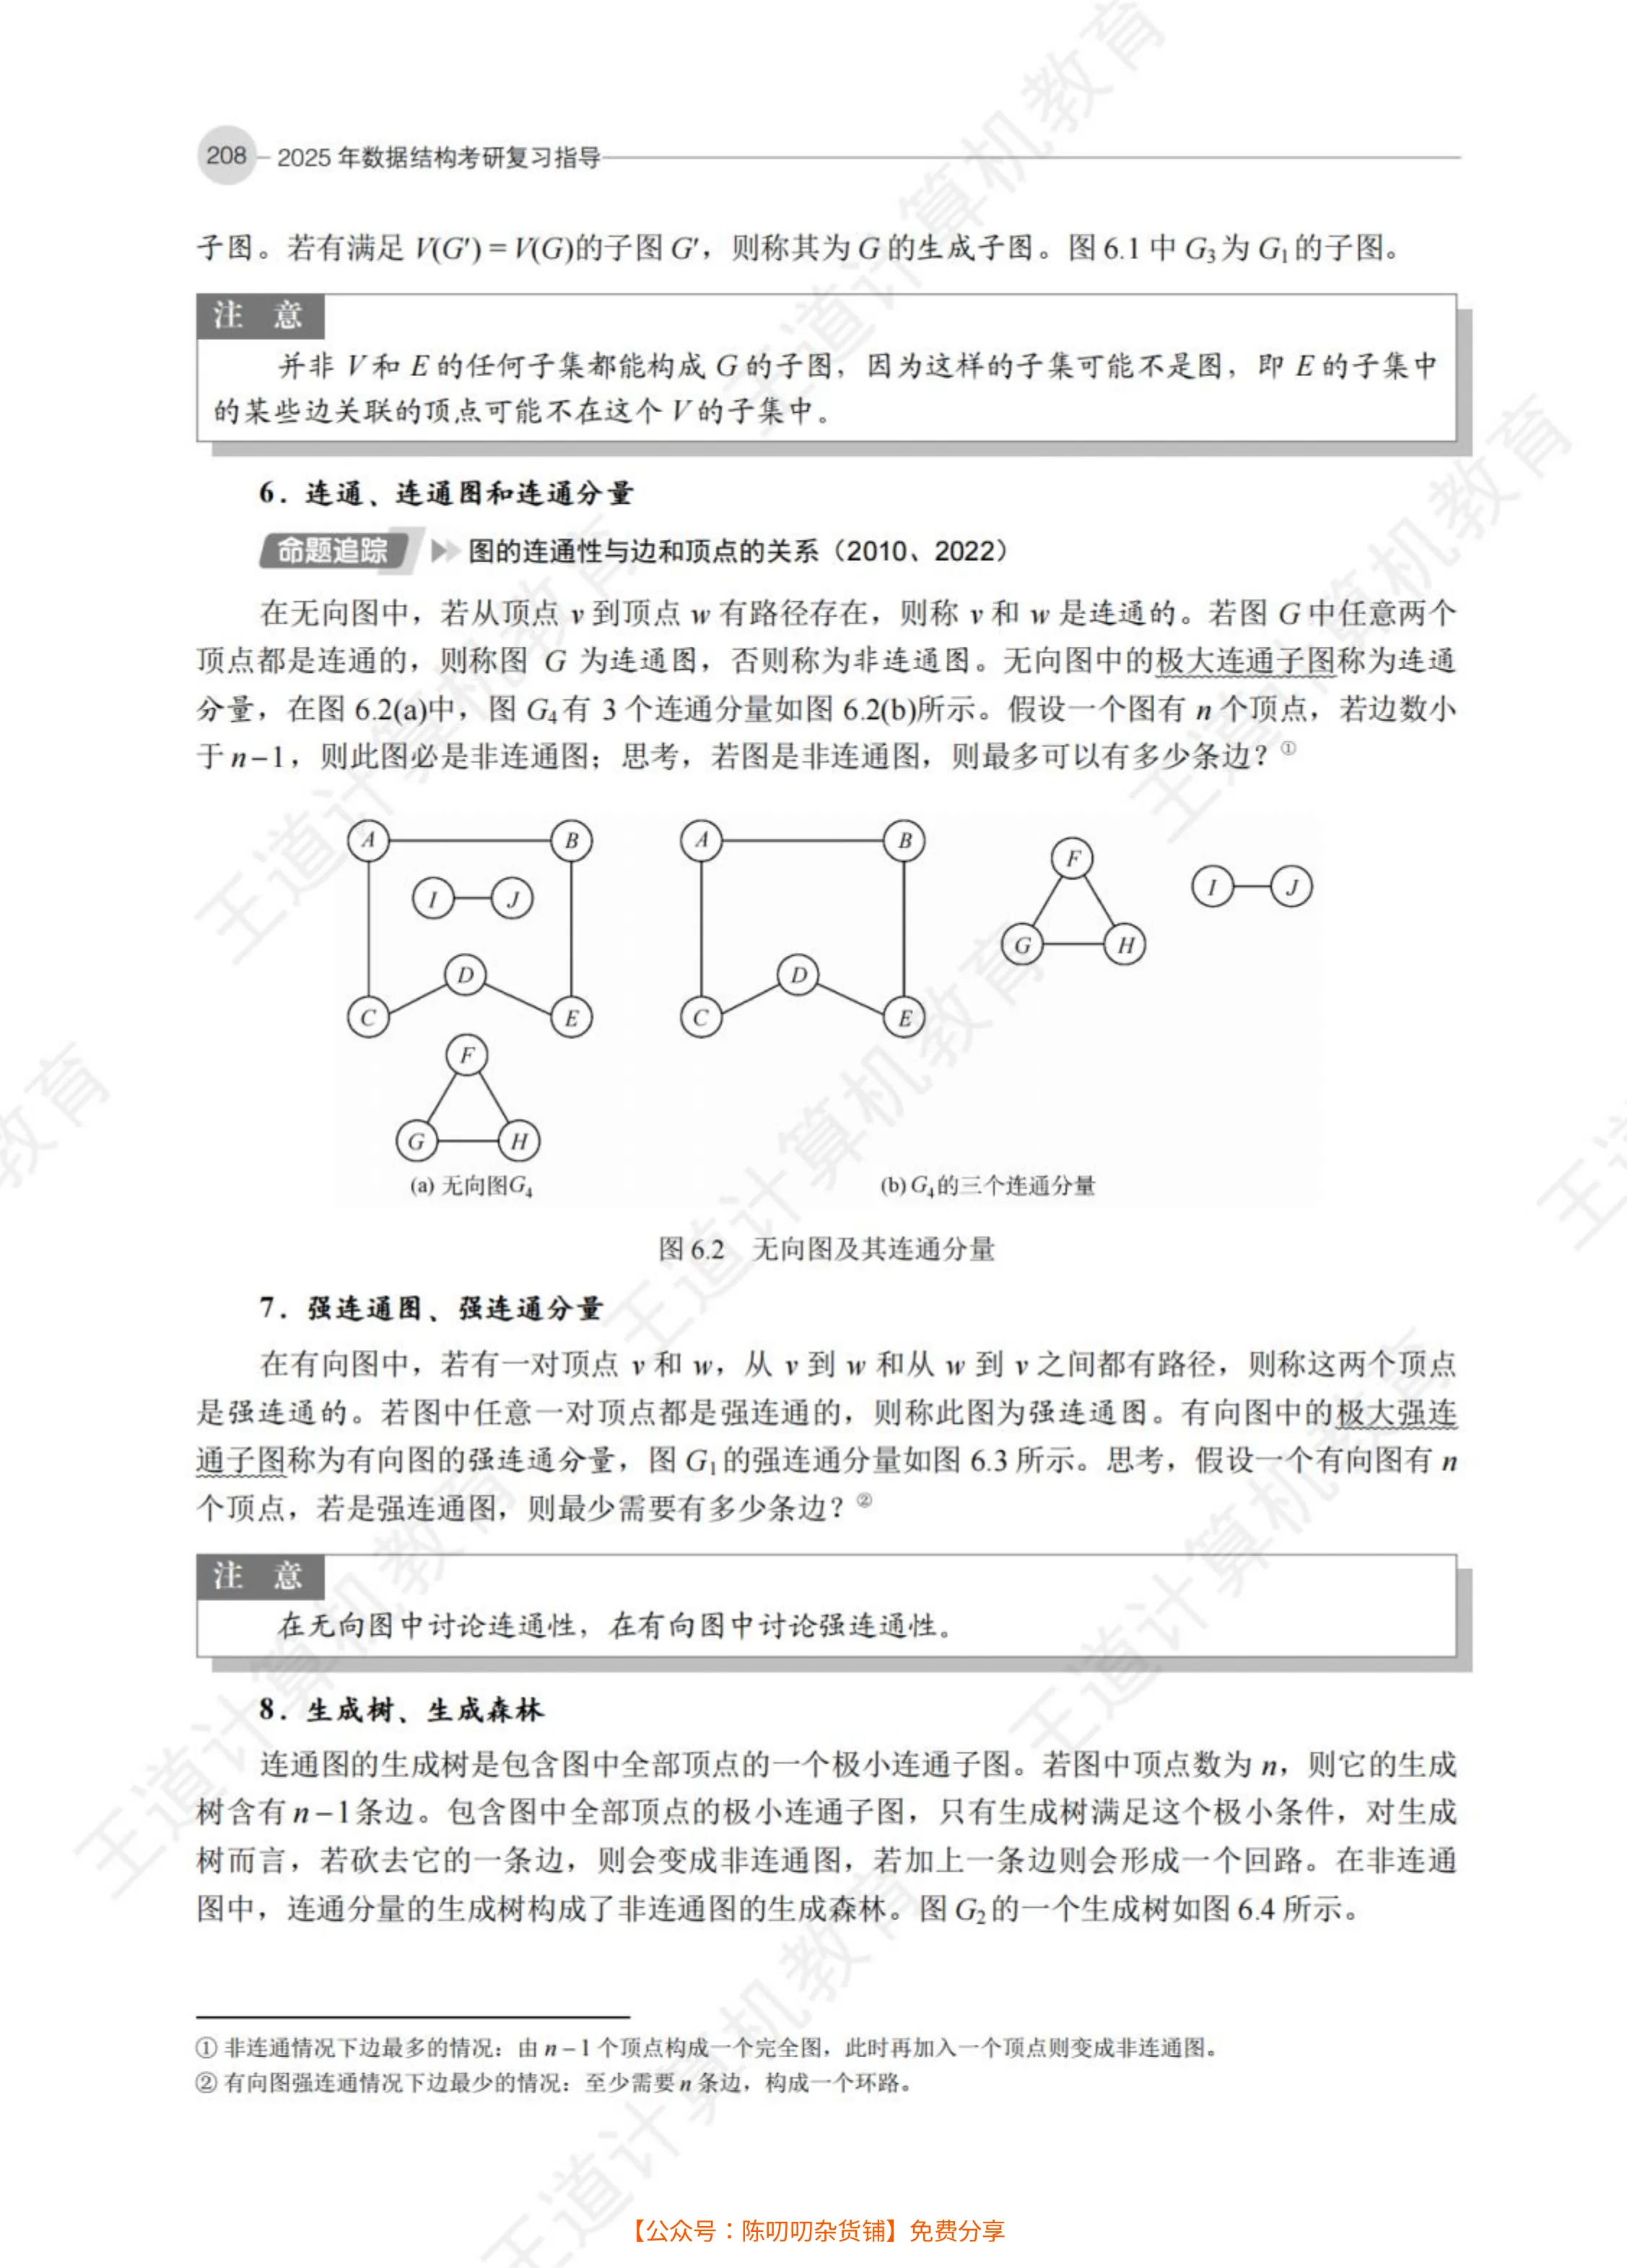 208 2025 年数据结构考研复习指导
子图。若有满足 V(G′) = V(G)的子图 G′，则称其为 G 的生成子图。图 6.1 中 G₃为 G₁的子图。
注 意
并非 V 和 E 的任何子集都能构成 G 的子图，因为这样的子集可能不是图，即 E 的子集中
的某些边关联的顶点可能不在这个 V 的子集中。
6．连通、连通图和连通分量
命题追踪 图的连通性与边和顶点的关系（2010、2022）
在无向图中，若从顶点 v 到顶点 w 有路径存在，则称 v 和 w 是连通的。若图 G 中任意两个
顶点都是连通的，则称图 G 为连通图，否则称为非连通图。无向图中的极大连通子图称为连通
分量，在图 6.2(a)中，图 G₄有 3 个连通分量如图 6.2(b)所示。假设一个图有 n 个顶点，若边数小
于 n−1，则此图必是非连通图；思考，若图是非连通图，则最多可以有多少条边？①
A B A B
F
I J I J
G H
D D
C E C E
F
G H
(a) 无向图G₄ (b) G₄的三个连通分量
图 6.2 无向图及其连通分量
7．强连通图、强连通分量
在有向图中，若有一对顶点 v 和 w，从 v 到 w 和从 w 到 v 之间都有路径，则称这两个顶点
是强连通的。若图中任意一对顶点都是强连通的，则称此图为强连通图。有向图中的极大强连
通子图称为有向图的强连通分量，图 G₁的强连通分量如图 6.3 所示。思考，假设一个有向图有 n
个顶点，若是强连通图，则最少需要有多少条边？②
注 意
在无向图中讨论连通性，在有向图中讨论强连通性。
8．生成树、生成森林
连通图的生成树是包含图中全部顶点的一个极小连通子图。若图中顶点数为 n，则它的生成
树含有 n−1条边。包含图中全部顶点的极小连通子图，只有生成树满足这个极小条件，对生成
树而言，若砍去它的一条边，则会变成非连通图，若加上一条边则会形成一个回路。在非连通
图中，连通分量的生成树构成了非连通图的生成森林。图 G₂的一个生成树如图 6.4 所示。
① 非连通情况下边最多的情况：由 n−1 个顶点构成一个完全图，此时再加入一个顶点则变成非连通图。
② 有向图强连通情况下边最少的情况：至少需要 n 条边，构成一个环路。
【公众号：陈叨叨杂货铺】免费分享
王道计算机教育